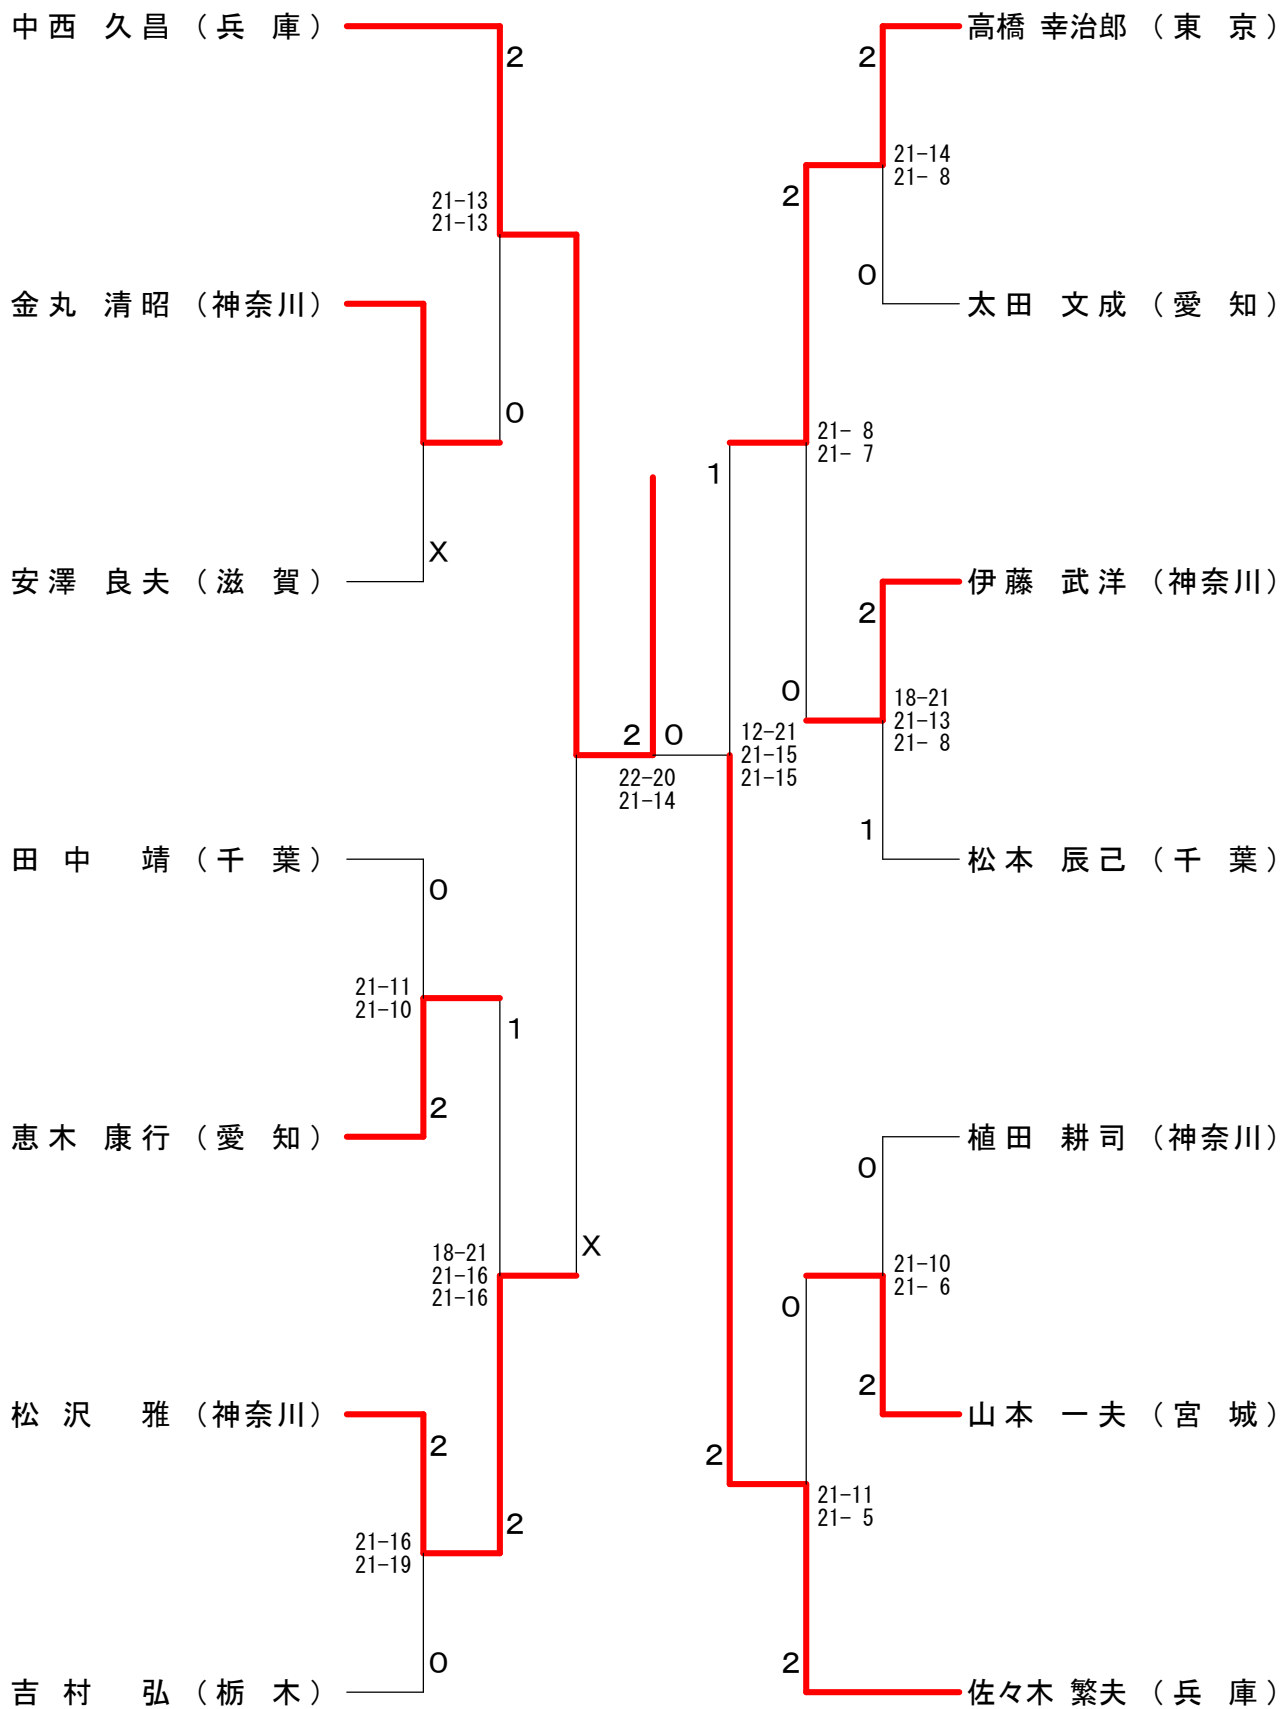 中西 久昌 （兵 庫）
2
21-13
21-13
金丸 清昭 （神奈川）
0
X
安澤 良夫 （滋 賀）
田中 靖 （千 葉）
0
21-11
21-10
1
2
恵木 康行 （愛 知）
18-21
21-16
21-16
X
松沢 雅 （神奈川）
2
2
21-16
21-19
0
吉村 弘 （栃 木）
2 0
22-20
21-14
高橋 幸治郎 （東 京）
2
21-14
21- 8
2
0
太田 文成 （愛 知）
21- 8
21- 7
1
伊藤 武洋 （神奈川）
2
0
18-21
21-13
21- 8
12-21
21-15
21-15
1
松本 辰己 （千 葉）
植田 耕司 （神奈川）
0
21-10
21- 6
0
2
山本 一夫 （宮 城）
2
21-11
21- 5
2
佐々木 繁夫 （兵 庫）